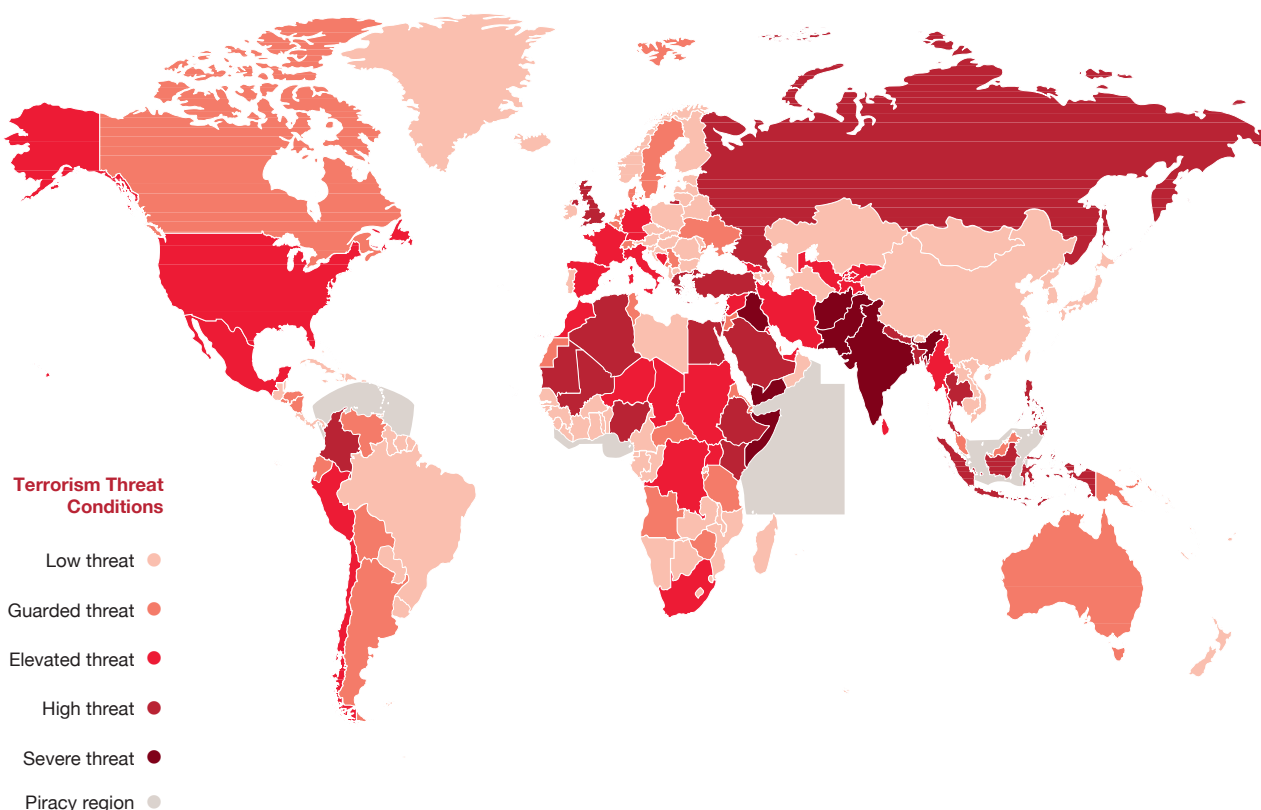 Terrorism Threat
Conditions
Low threat
Guarded threat
Elevated threat
High threat
Severe threat
Piracy region